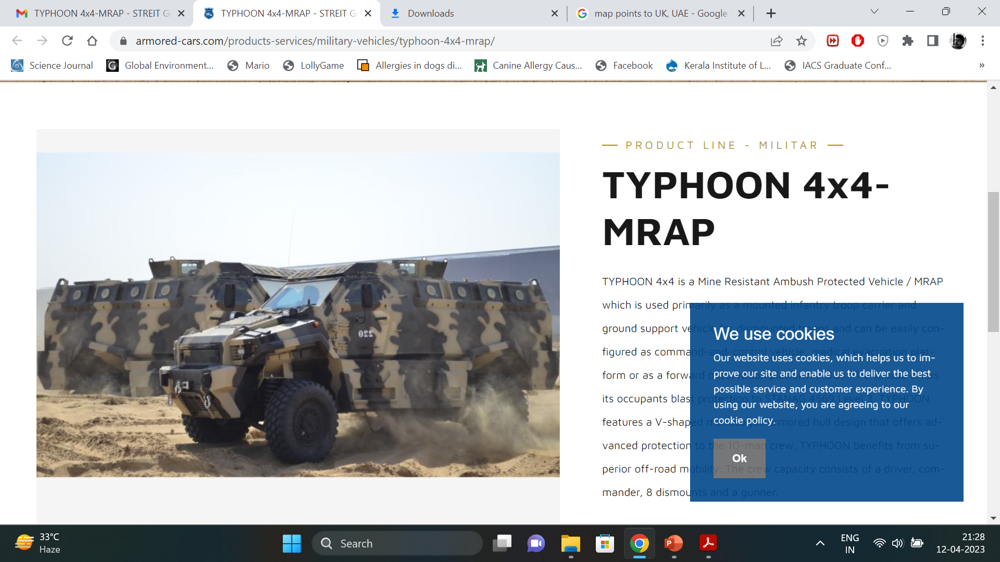 TYPHOON 4x4-MRAP - STREIT G
TYPHOON 4x4-MRAP - STREIT G
Downloads
map points to UK, UAE - Google
armored-cars.com/products-services/military-vehicles/typhoon-4x4-mrap/
Science Journal
Global Environment...
Mario
LollyGame
Allergies in dogs di...
Canine Allergy Caus...
Facebook
Kerala Institute of L...
IACS Graduate Conf...
»
PRODUCT LINE - MILITAR
TYPHOON 4x4-
MRAP
TYPHOON 4x4 is a Mine Resistant Ambush Protected Vehicle / MRAP
which is used primarily as a mounted infantry troop carrier and
ground support vehicle for dismounted troops and can be easily con-
figured as command-and-control vehicle, medical evacuation plat-
form or as a forward
its occupants blast protection to STANAG 4569 Level 3. TYPHOON
features a V-shaped monocoque armored hull design that offers ad-
vanced protection to the 10-man crew. TYPHOON benefits from su-
perior off-road mobility. The crew capacity consists of a driver, com-
mander, 8 dismounts and a gunner.
We use cookies
Our website uses cookies, which helps us to im-
prove our site and enable us to deliver the best
possible service and customer experience. By
using our website, you are agreeing to our
cookie policy.
Ok
220
33°C
Haze
Search
ENG
IN
21:28
12-04-2023